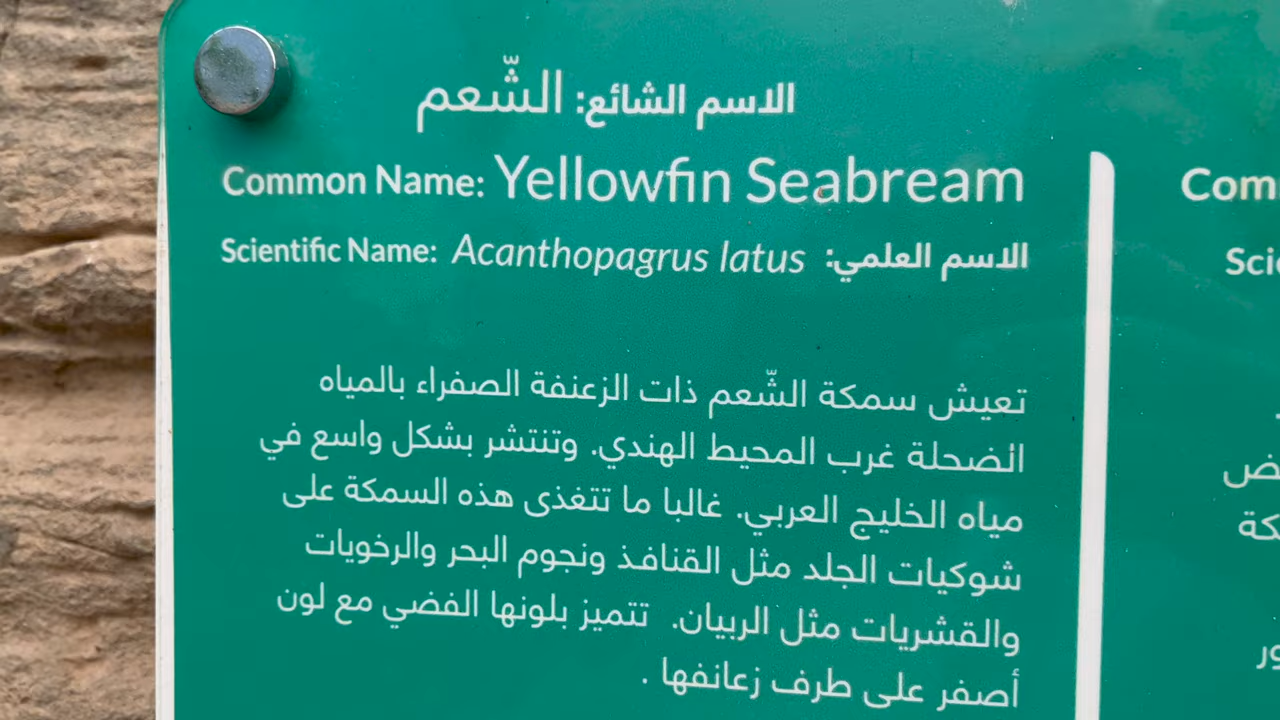 الاسم الشائع: الشّعم
Common Name: Yellowfin Seabream
Scientific Name: Acanthopagrus latus الاسم العلمي:
تعيش سمكة الشّعم ذات الزعنفة الصفراء بالمياه
الضحلة غرب المحيط الهندي. وتنتشر بشكل واسع في
مياه الخليج العربي. غالبا ما تتغذى هذه السمكة على
شوكيات الجلد مثل القنافذ ونجوم البحر والرخويات
والقشريات مثل الربيان. تتميز بلونها الفضي مع لون
أصفر على طرف زعانفها .